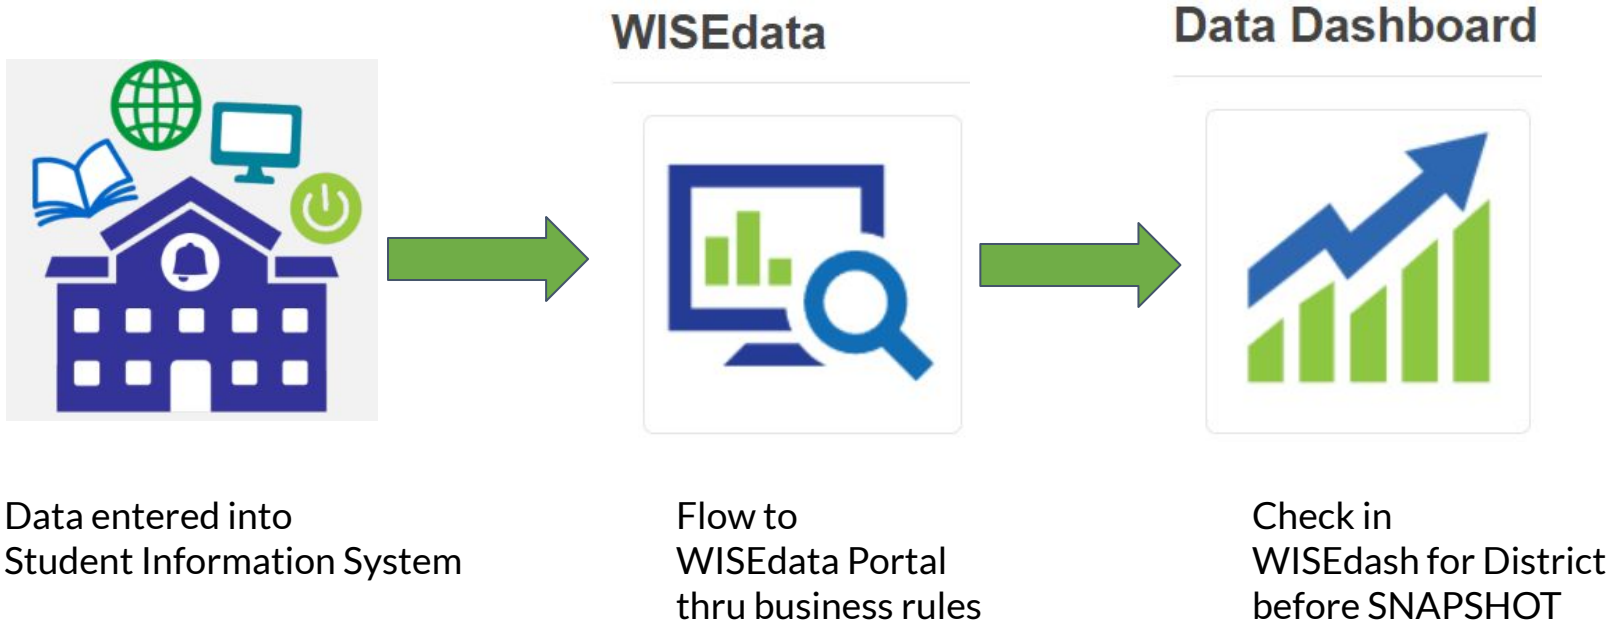 WISEdata
Data Dashboard
Data entered into
Student Information System
Flow to
WISEdata Portal
thru business rules
Check in
WISEdash for District
before SNAPSHOT